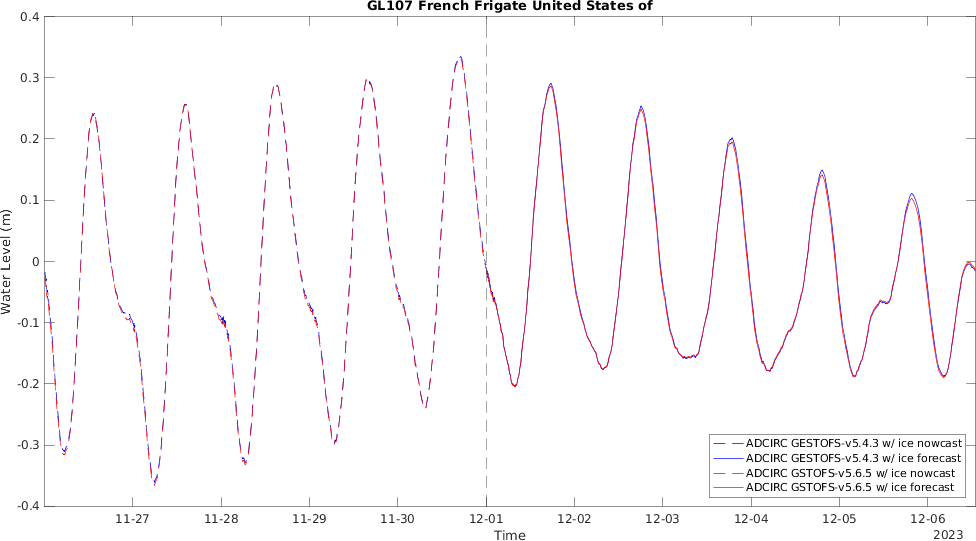 GL107 French Frigate United States of
0.4
0.3
0.2
0.1
0
-0.1
-0.2
-0.3
-0.4
Water Level (m)
ADCIRC GESTOFS-v5.4.3 w/ ice nowcast
ADCIRC GESTOFS-v5.4.3 w/ ice forecast
ADCIRC GSTOFS-v5.6.5 w/ ice nowcast
ADCIRC GSTOFS-v5.6.5 w/ ice forecast
11-27 11-28 11-29 11-30 12-01 12-02 12-03 12-04 12-05 12-06
Time
2023